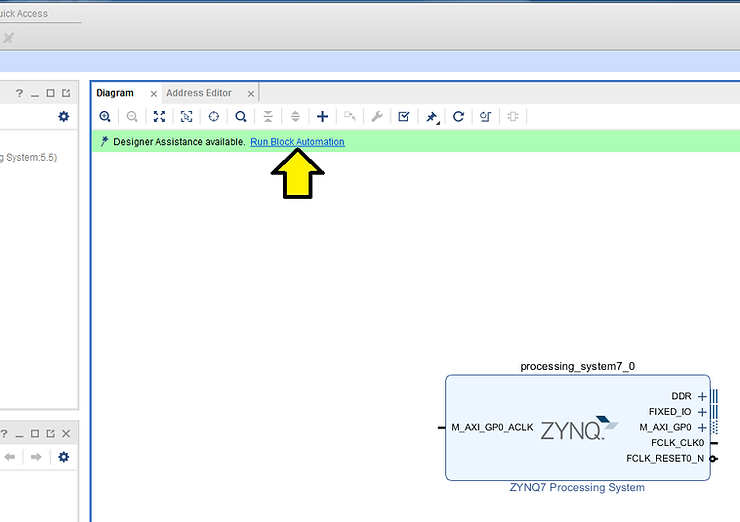 uick Access
Diagram
Address Editor
Designer Assistance available. Run Block Automation
g System:5.5)
processing_system7_0
DDR
FIXED_IO
M_AXI_GP0_ACLK
ZYNQ
M_AXI_GP0
FCLK_CLK0
FCLK_RESET0_N
ZYNQ7 Processing System